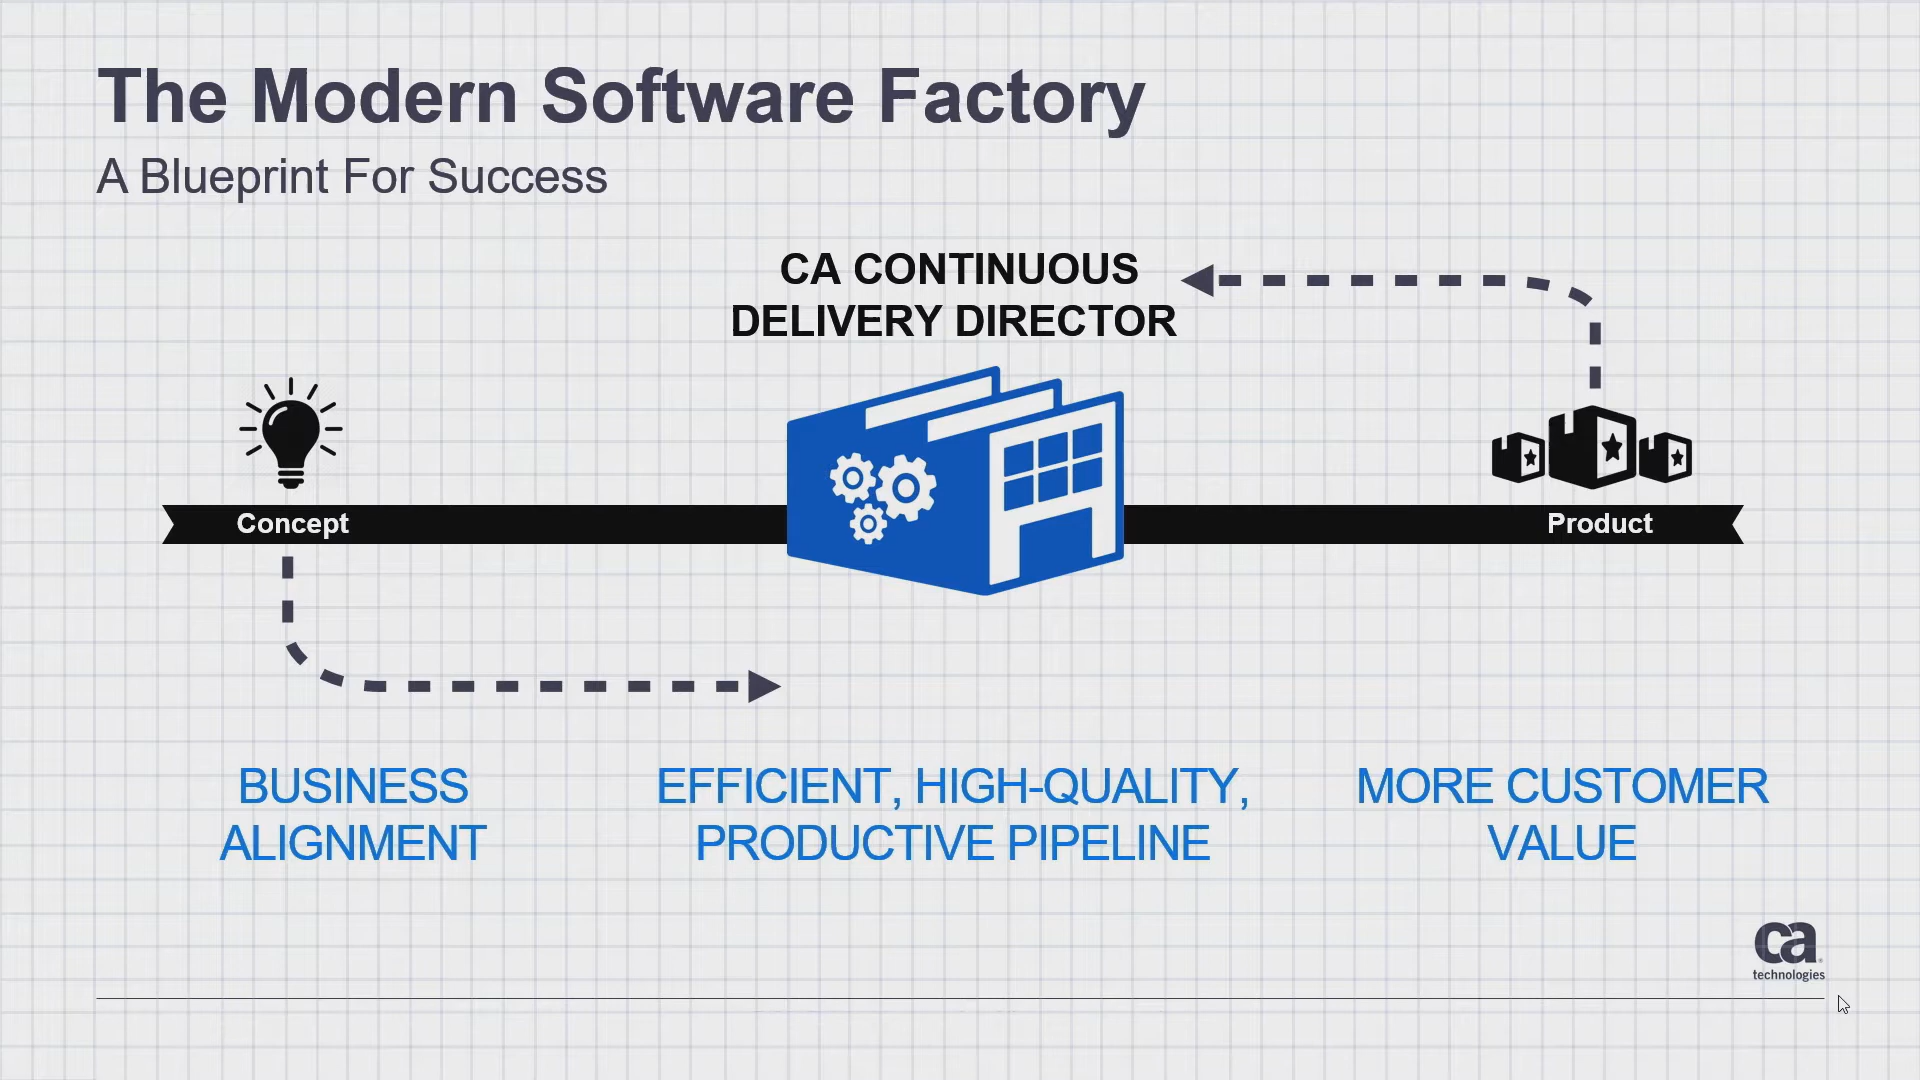 The Modern Software Factory
A Blueprint For Success
CA CONTINUOUS
DELIVERY DIRECTOR
Concept
Product
BUSINESS
ALIGNMENT
EFFICIENT, HIGH-QUALITY,
PRODUCTIVE PIPELINE
MORE CUSTOMER
VALUE
ca
technologies